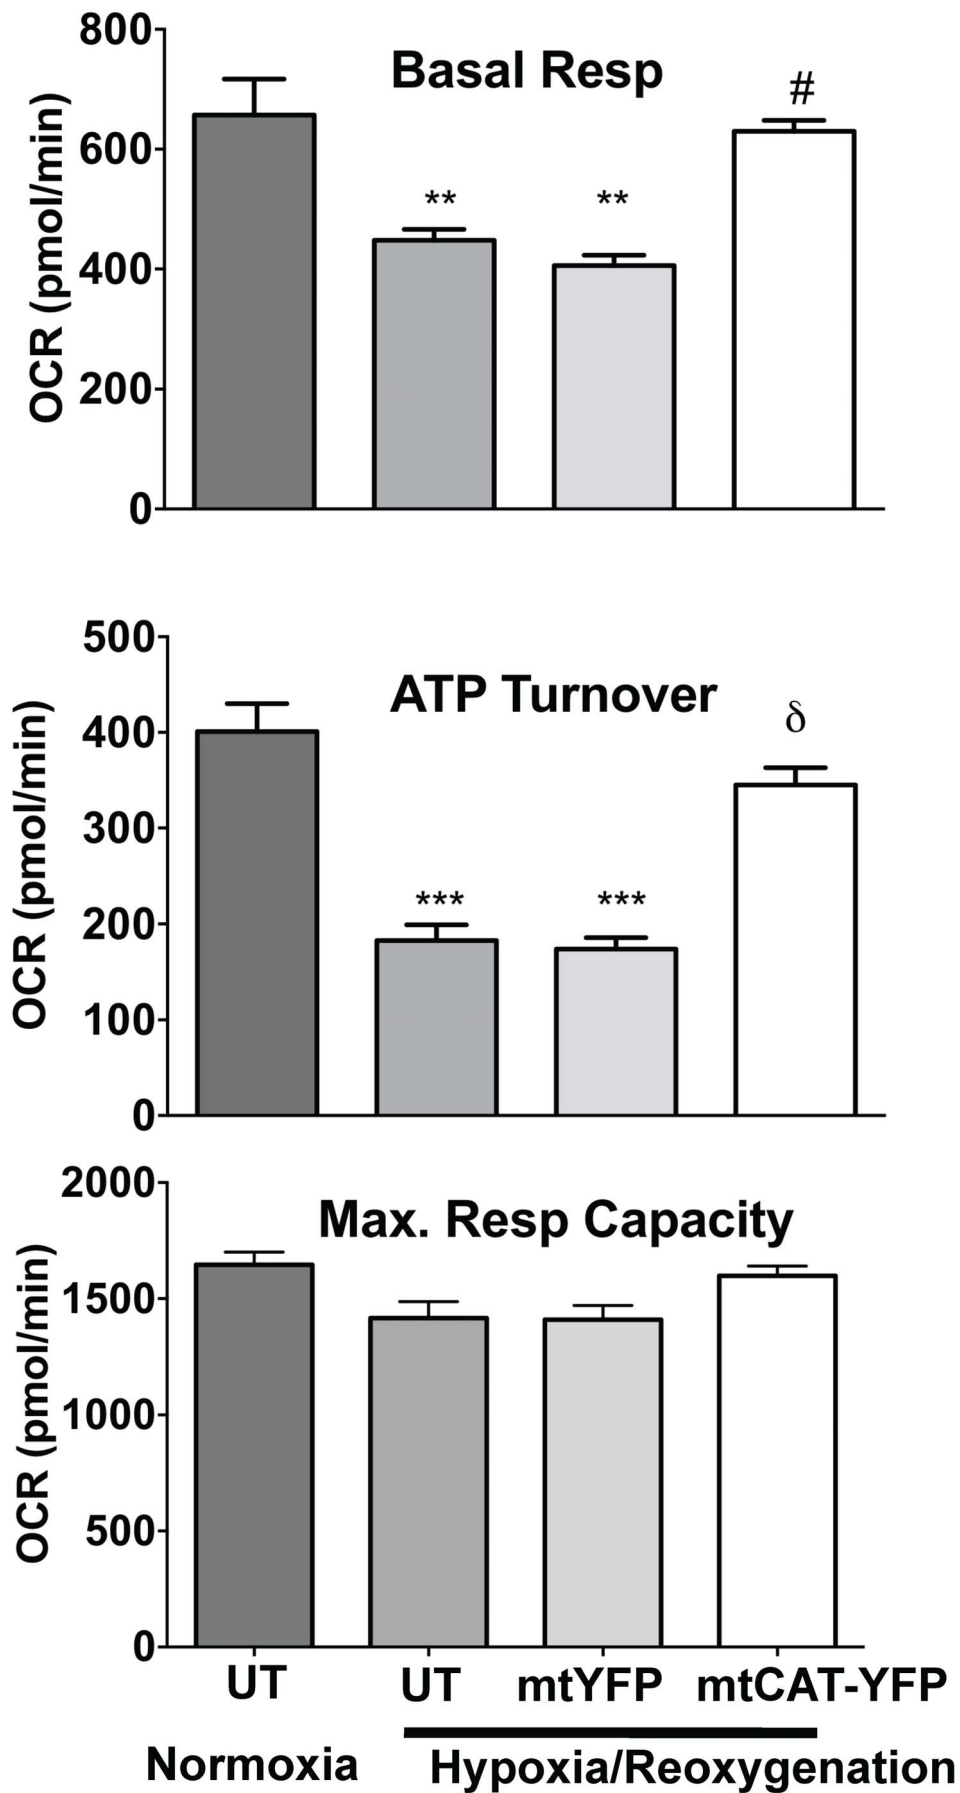 Basal Resp
OCR (pmol/min)
800
600
400
200
0
**
**
#
ATP Turnover
OCR (pmol/min)
500
400
300
200
100
0
***
***
δ
Max. Resp Capacity
OCR (pmol/min)
2000
1500
1000
500
0
UT UT mtYFP mtCAT-YFP
Normoxia Hypoxia/Reoxygenation